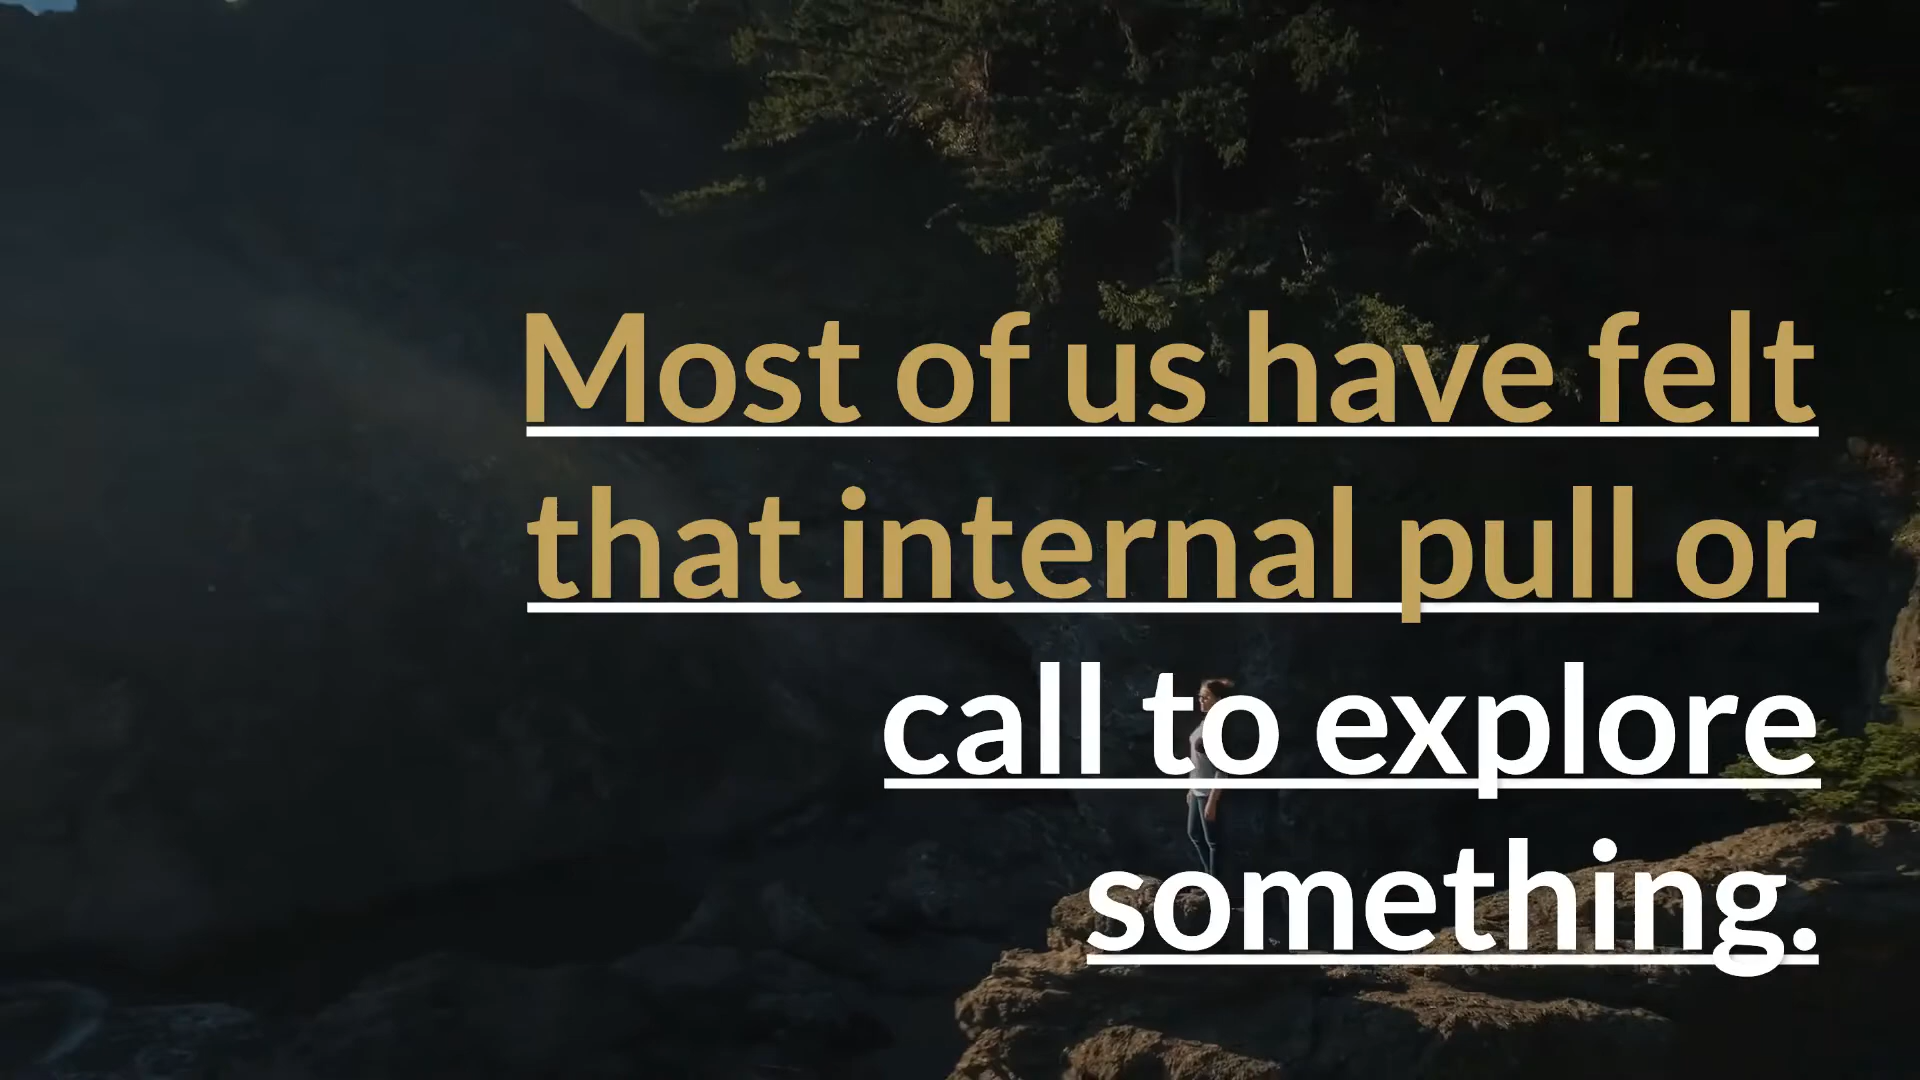 Most of us have felt
that internal pull or
call to explore
something.